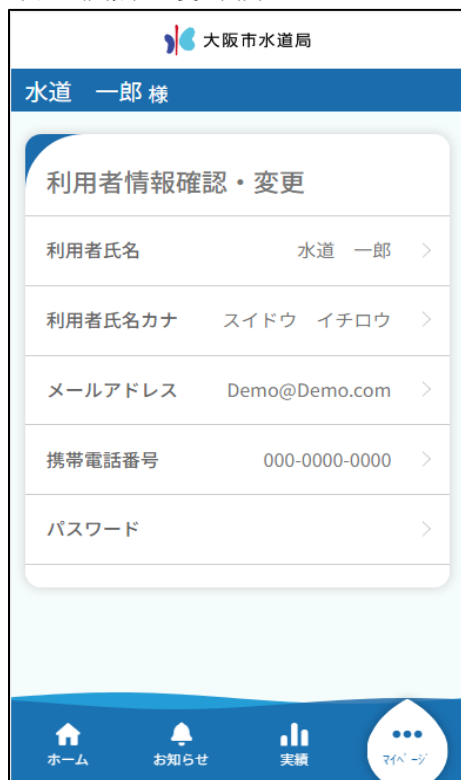 大阪市水道局
水道　一郎 様
利用者情報確認・変更
利用者氏名 水道　一郎
利用者氏名カナ スイドウ　イチロウ
メールアドレス Demo@Demo.com
携帯電話番号 000-0000-0000
パスワード
ホーム お知らせ 実績 ﾏｲﾍﾟｰｼﾞ